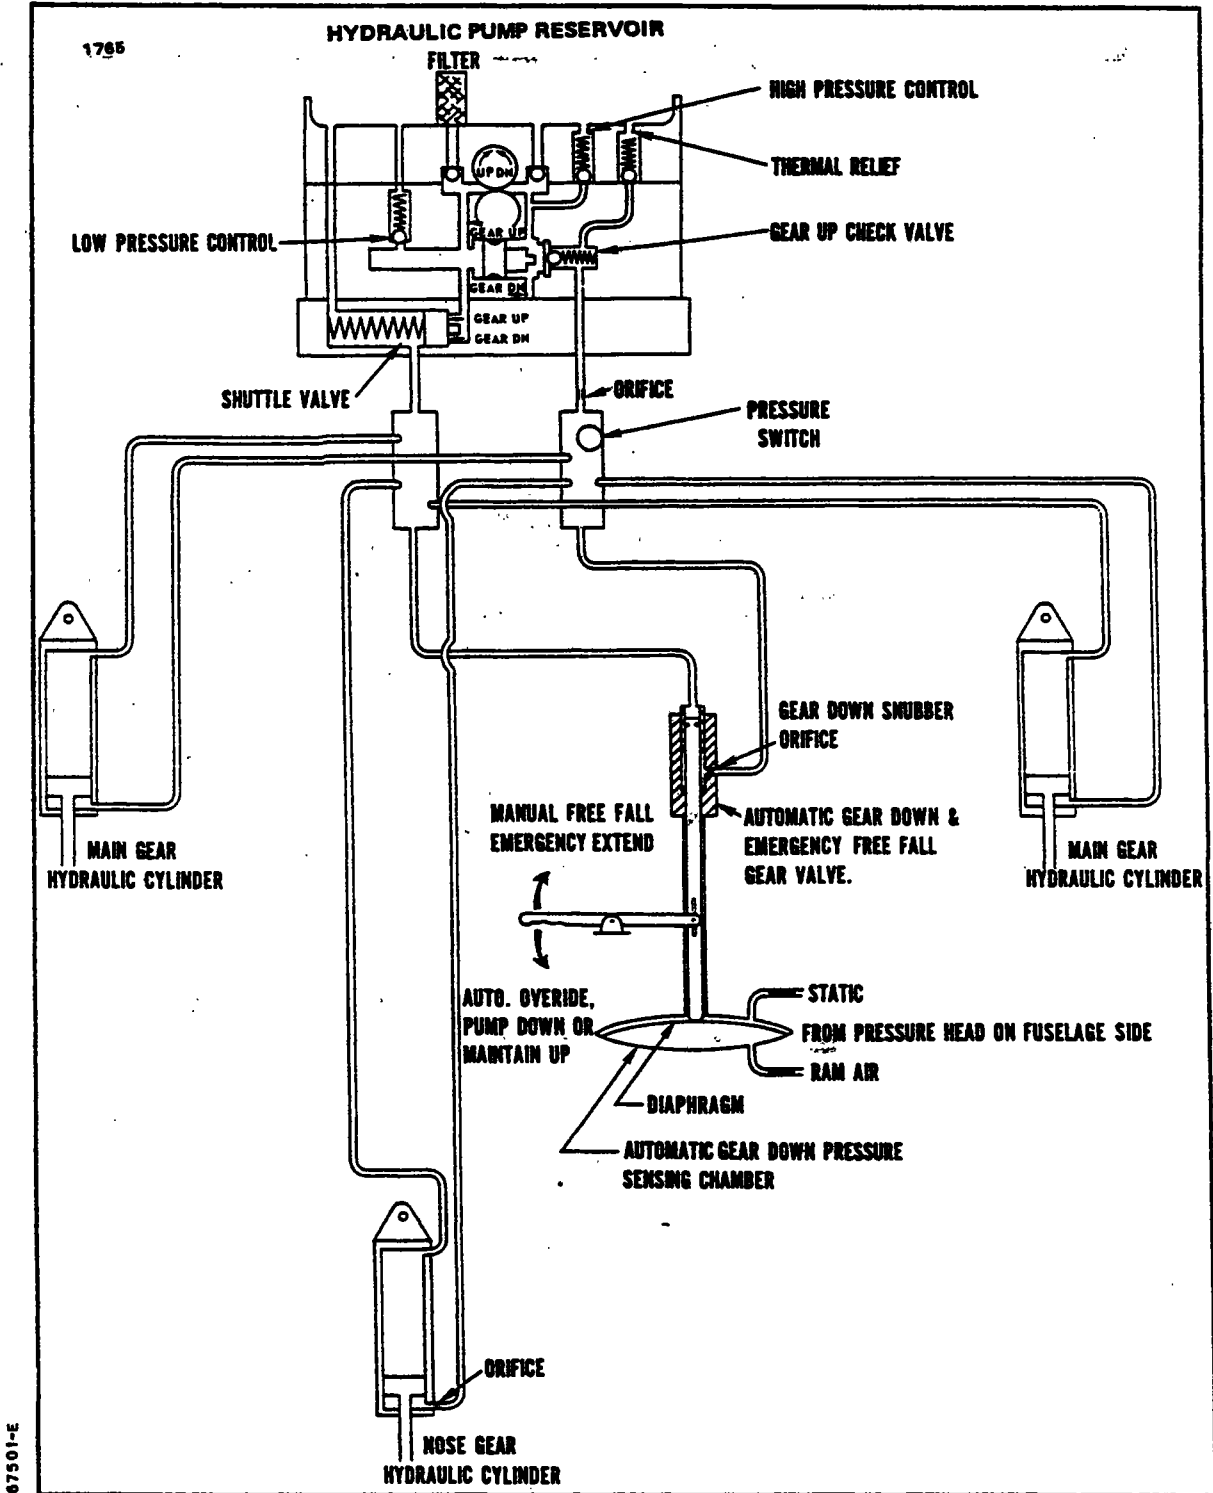 1765
HYDRAULIC PUMP RESERVOIR
FILTER
HIGH PRESSURE CONTROL
THERMAL RELIEF
UP DN
LOW PRESSURE CONTROL
GEAR UP
GEAR UP CHECK VALVE
GEAR DN
GEAR UP
GEAR DN
SHUTTLE VALVE
ORIFICE
PRESSURE
SWITCH
GEAR DOWN SNUBBER
ORIFICE
MANUAL FREE FALL
EMERGENCY EXTEND
AUTOMATIC GEAR DOWN &
EMERGENCY FREE FALL
GEAR VALVE.
MAIN GEAR
HYDRAULIC CYLINDER
MAIN GEAR
HYDRAULIC CYLINDER
AUTO. OVERIDE,
PUMP DOWN OR
MAINTAIN UP
STATIC
FROM PRESSURE HEAD ON FUSELAGE SIDE
RAM AIR
DIAPHRAGM
AUTOMATIC GEAR DOWN PRESSURE
SENSING CHAMBER
ORIFICE
NOSE GEAR
HYDRAULIC CYLINDER
67501-E